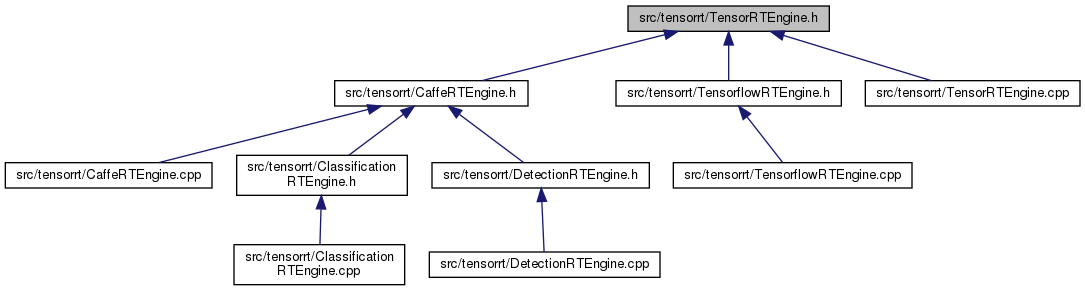 src/tensorrt/TensorRTEngine.h
src/tensorrt/CaffeRTEngine.h
src/tensorrt/TensorflowRTEngine.h
src/tensorrt/TensorRTEngine.cpp
src/tensorrt/CaffeRTEngine.cpp
src/tensorrt/Classification
RTEngine.h
src/tensorrt/DetectionRTEngine.h
src/tensorrt/TensorflowRTEngine.cpp
src/tensorrt/Classification
RTEngine.cpp
src/tensorrt/DetectionRTEngine.cpp